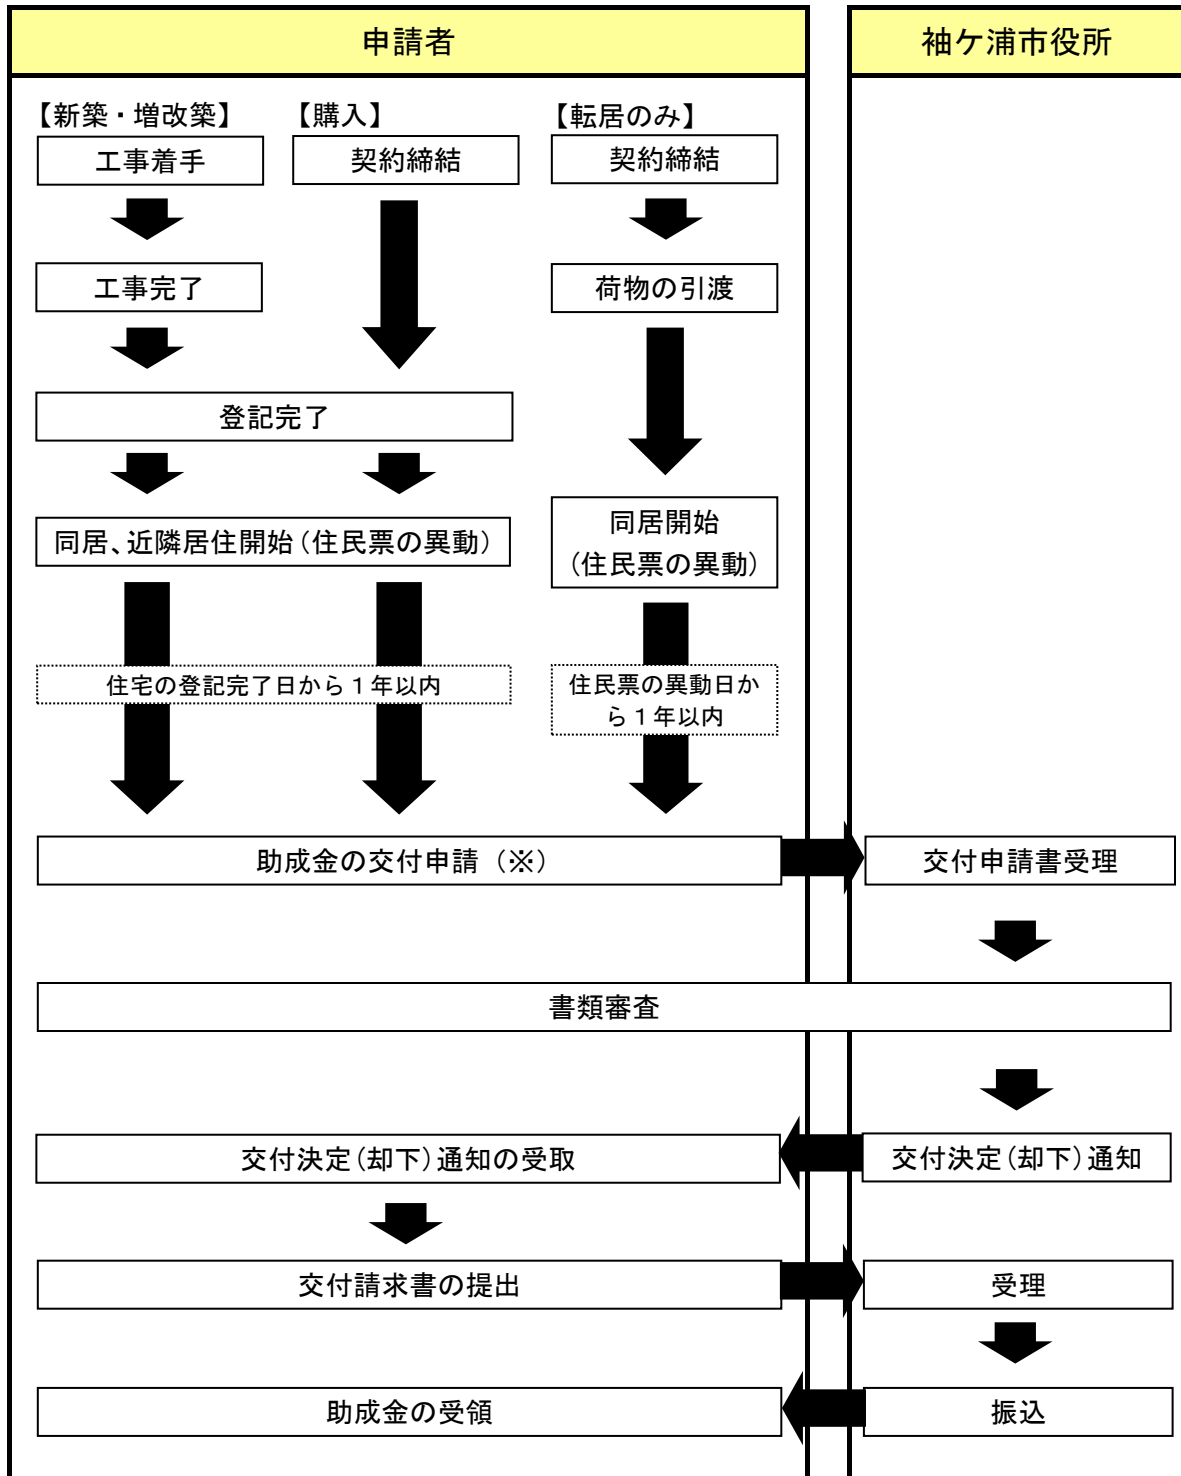 申請者
袖ケ浦市役所
【新築・増改築】
【購入】
【転居のみ】
工事着手
契約締結
契約締結
工事完了
荷物の引渡
登記完了
同居、近隣居住開始(住民票の異動)
同居開始
(住民票の異動)
住宅の登記完了日から1年以内
住民票の異動日か
ら1年以内
助成金の交付申請(※)
交付申請書受理
書類審査
交付決定(却下)通知の受取
交付決定(却下)通知
交付請求書の提出
受理
助成金の受領
振込